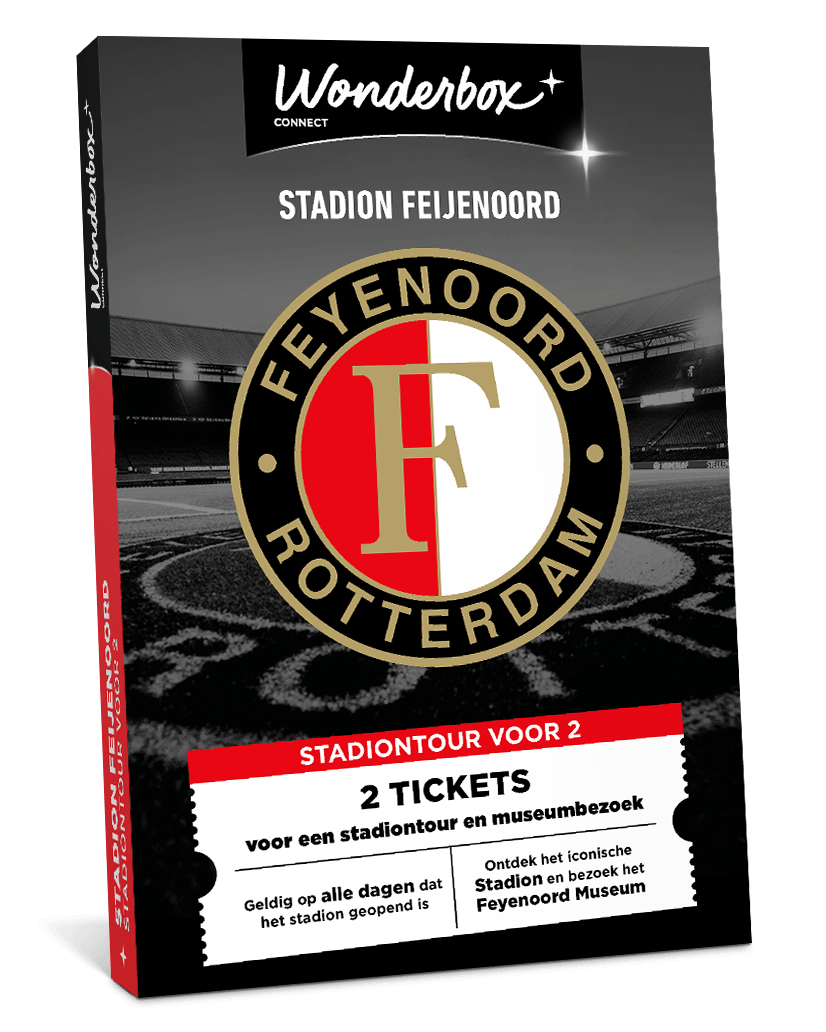 Wonderbox
CONNECT
STADION FEIJENOORD
FEYENOORD
ROTTERDAM
F
STADIONTOUR VOOR 2
2 TICKETS
voor een stadiontour en museumbezoek
Geldig op alle dagen dat
het stadion geopend is
Ontdek het iconische
Stadion en bezoek het
Feyenoord Museum
Wonderbox
CONNECT
STADION FEIJENOORD
STADIONTOUR VOOR 2